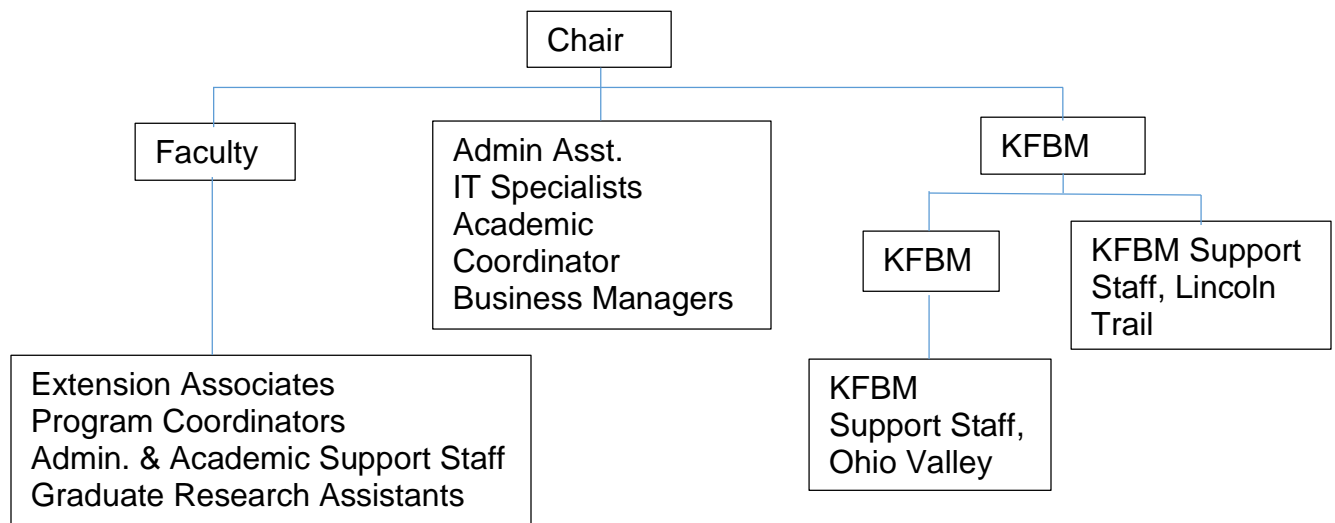 Chair
Faculty
Admin Asst.
IT Specialists
Academic
Coordinator
Business Managers
KFBM
KFBM
KFBM Support
Staff, Lincoln
Trail
Extension Associates
Program Coordinators
Admin. & Academic Support Staff
Graduate Research Assistants
KFBM
Support Staff,
Ohio Valley